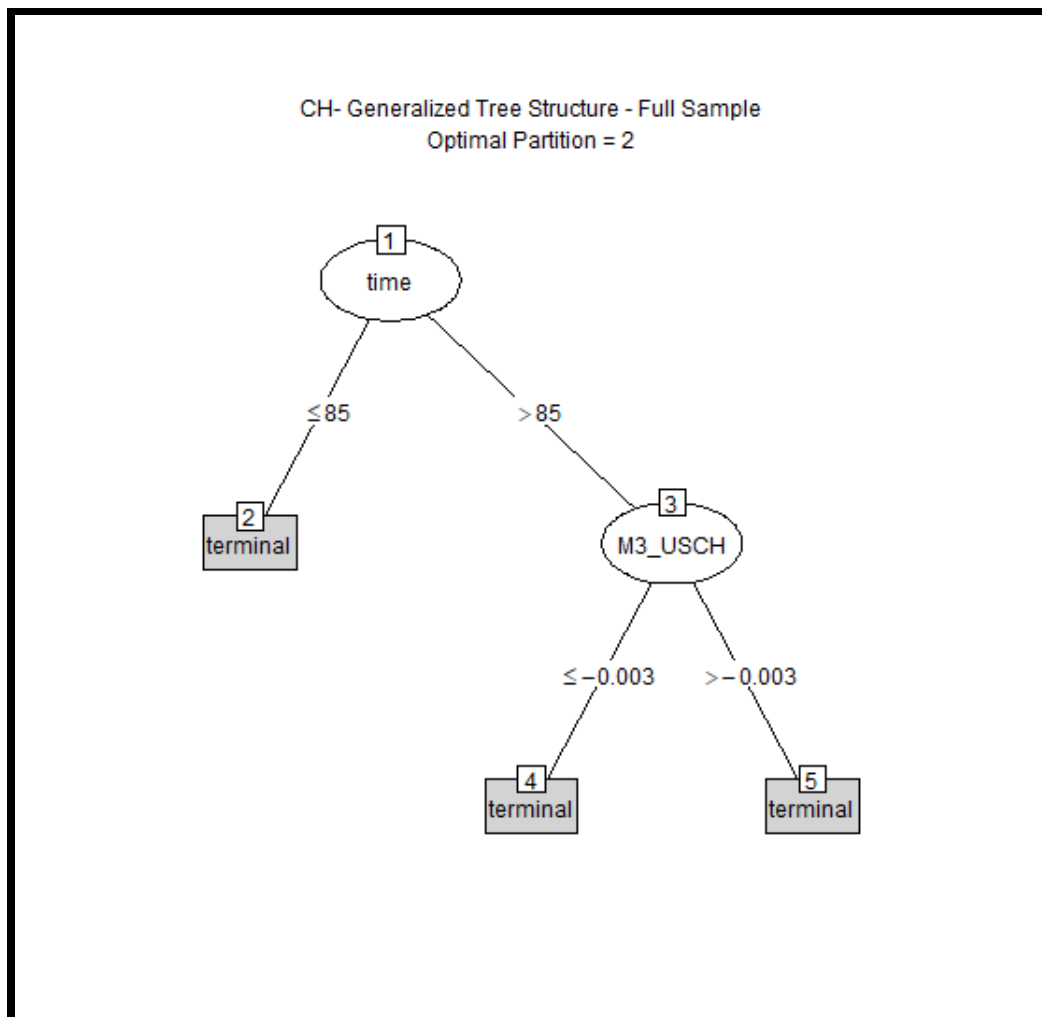 CH- Generalized Tree Structure - Full Sample
Optimal Partition = 2
1
time
≤85
>85
2
terminal
3
M3_USCH
≤−0.003
>−0.003
4
terminal
5
terminal